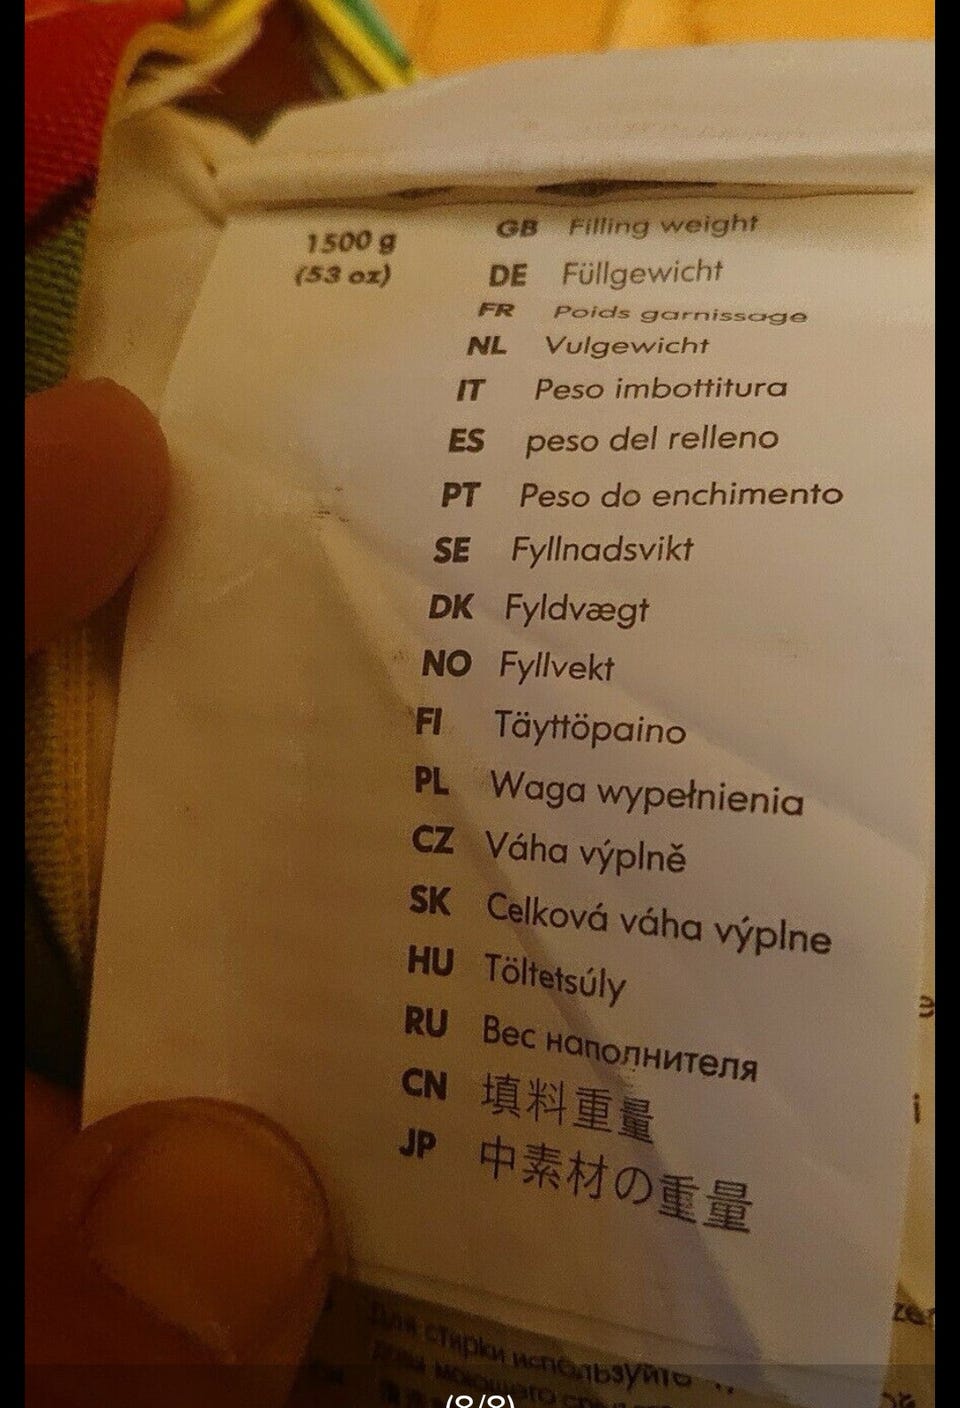 1500 g
(53 oz)
GB Filling weight
DE Füllgewicht
FR Poids garnissage
NL Vulgewicht
IT Peso imbottitura
ES peso del relleno
PT Peso do enchimento
SE Fyllnadsvikt
DK Fyldvægt
NO Fyllvekt
FI Täyttöpaino
PL Waga wypełnienia
CZ Váha výplně
SK Celková váha výplne
HU Töltetsúly
RU Вес наполнителя
CN 填料重量
JP 中素材の重量
Для стирки используйте
(8/8)